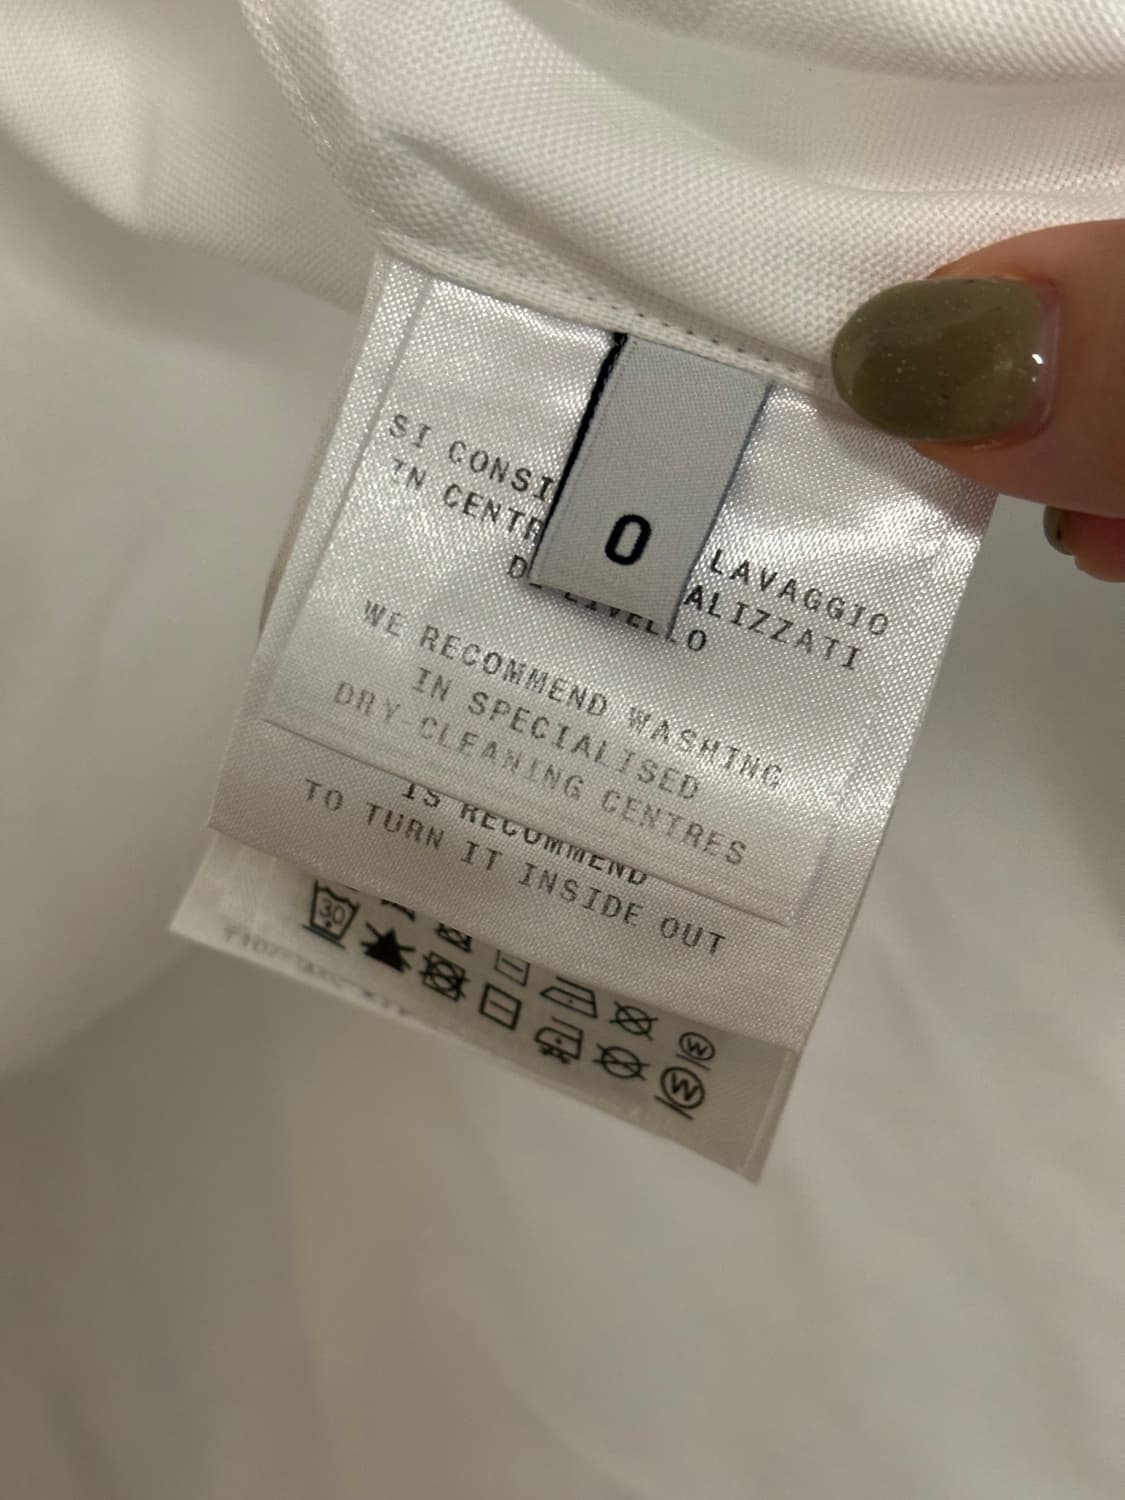 SI CONSI LAVAGGIO
IN CENTR ALIZZATI
DI LIVELLO
0
WE RECOMMEND WASHING
IN SPECIALISED
DRY-CLEANING CENTRES
IS RECOMMEND
TO TURN IT INSIDE OUT
30
W
W